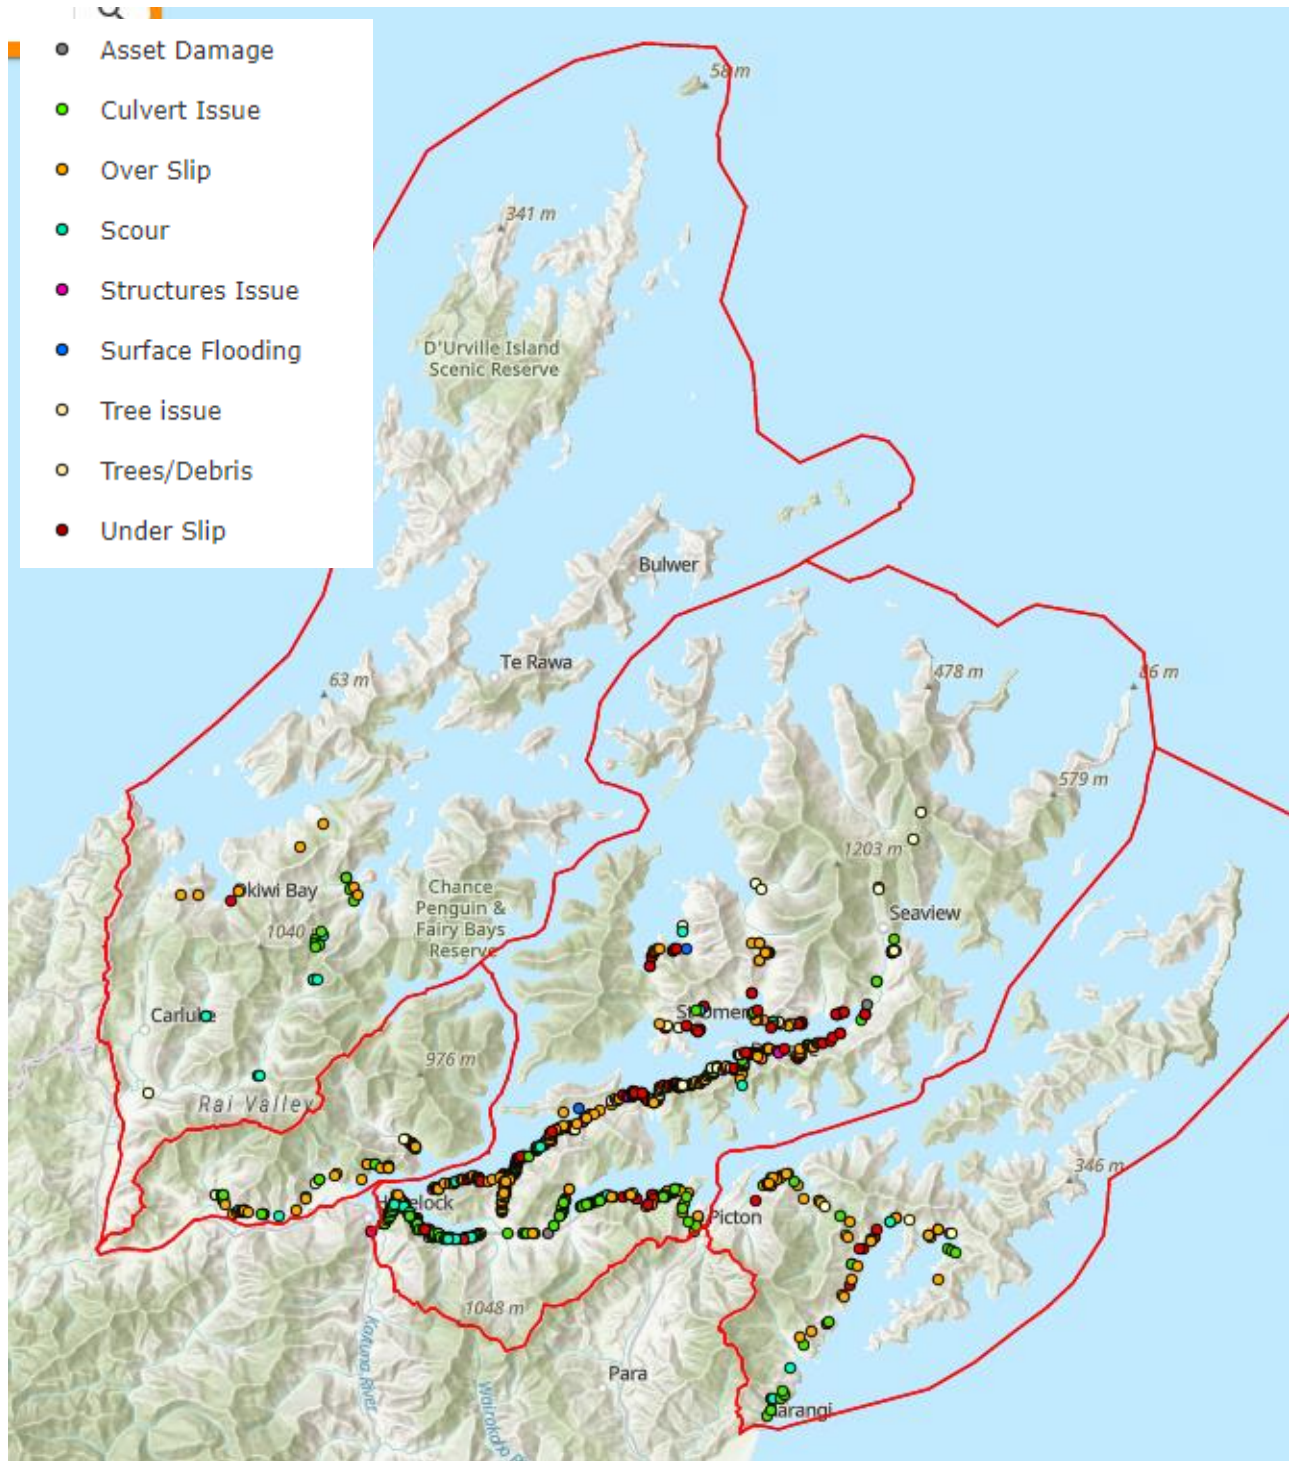 Asset Damage
Culvert Issue
Over Slip
Scour
Structures Issue
Surface Flooding
Tree issue
Trees/Debris
Under Slip
58 m
341 m
D'Urville Island
Scenic Reserve
Bulwer
Te Rawa
63 m
478 m
86 m
579 m
1203 m
Okiwi Bay
Chance
Penguin &
Fairy Bays
Reserve
Seaview
1040
Carluke
976 m
Rai Valley
346 m
Picton
1048 m
Kaituna River
Para